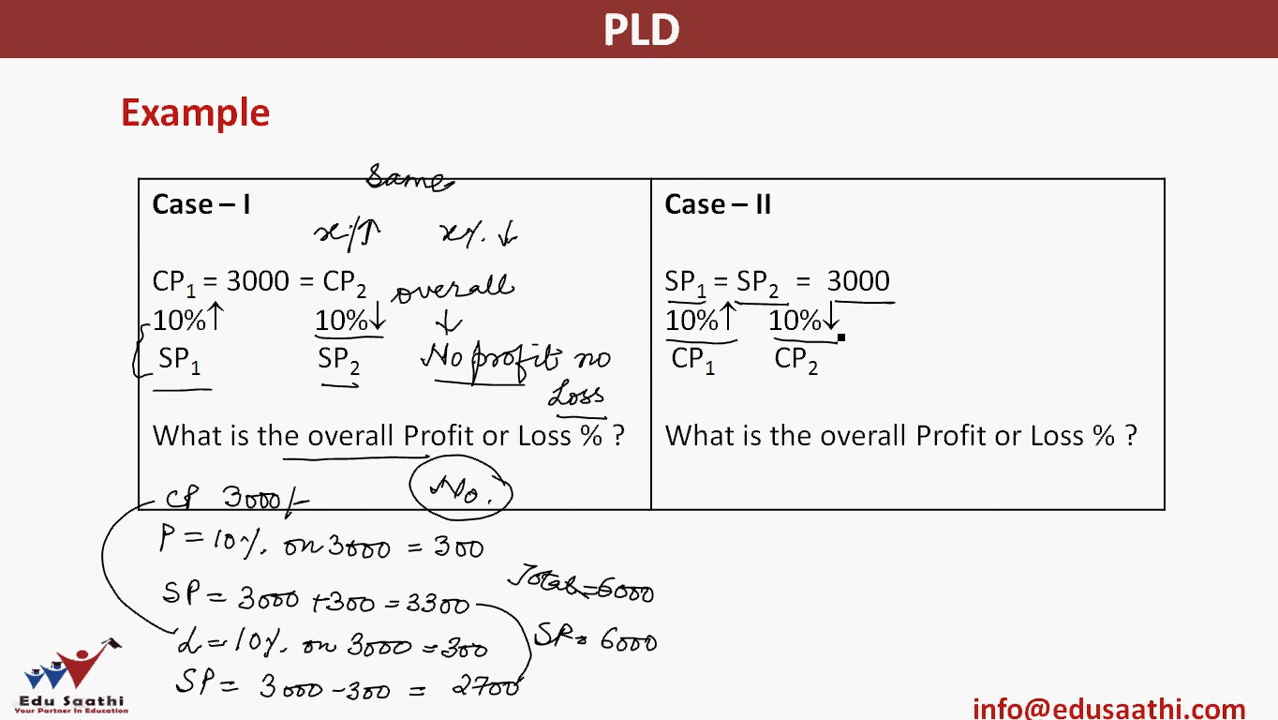 PLD
Example
Same
Case – I
x%↑ x%.↓
CP₁ = 3000 = CP₂
overall
10%↑ 10%↓ ↓
SP₁ SP₂ No profit no
Loss
What is the overall Profit or Loss % ?
No.
CP 3000/-
P = 10%. on 3000 = 300
SP = 3000 + 300 = 3300
L = 10%. on 3000 = 300
SP = 3000 - 300 = 2700
Total = 6000
SP = 6000
Case – II
SP₁ = SP₂ = 3000
10%↑ 10%↓
CP₁ CP₂
What is the overall Profit or Loss % ?
Edu Saathi
Your Partner in Education
info@edusaathi.com